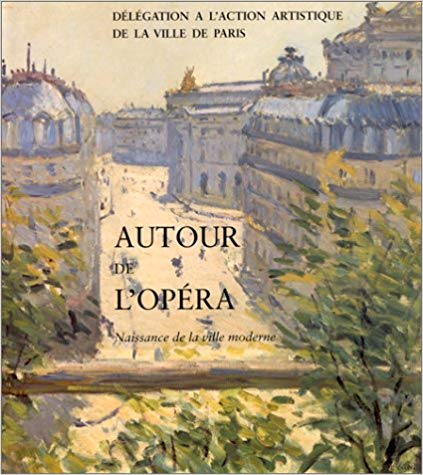 DÉLÉGATION A L'ACTION ARTISTIQUE
DE LA VILLE DE PARIS
AUTOUR
DE
L'OPÉRA
Naissance de la ville moderne